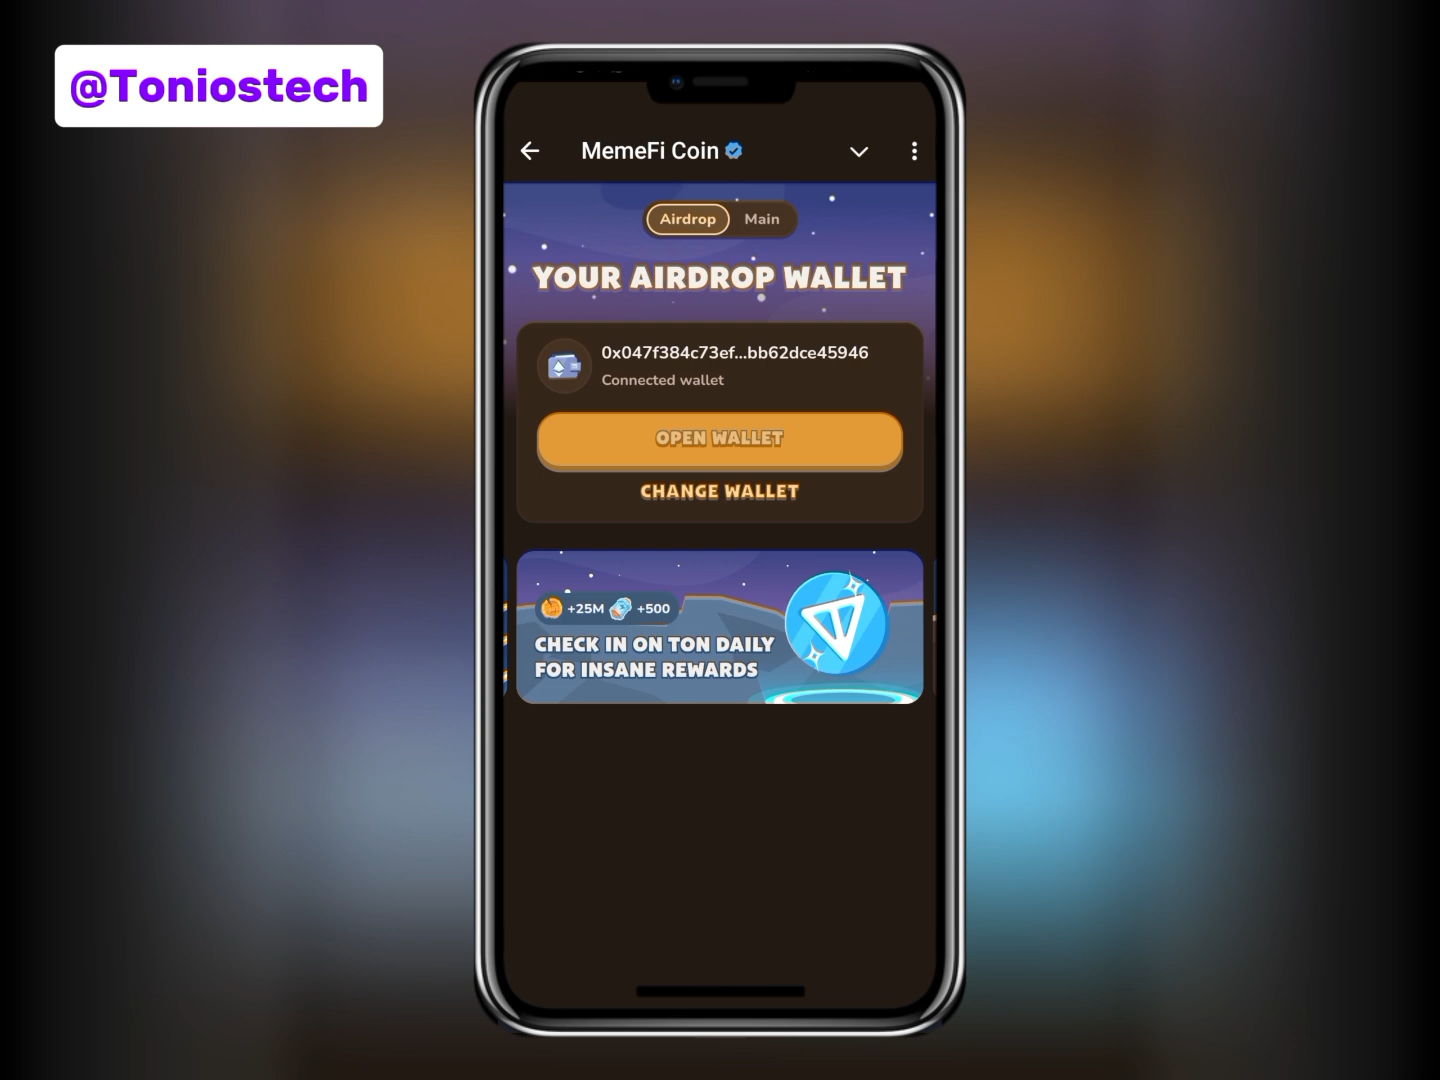 @Toniostech
MemeFi Coin
Airdrop Main
YOUR AIRDROP WALLET
0x047f384c73ef...bb62dce45946
Connected wallet
OPEN WALLET
CHANGE WALLET
+25M +500
CHECK IN ON TON DAILY
FOR INSANE REWARDS